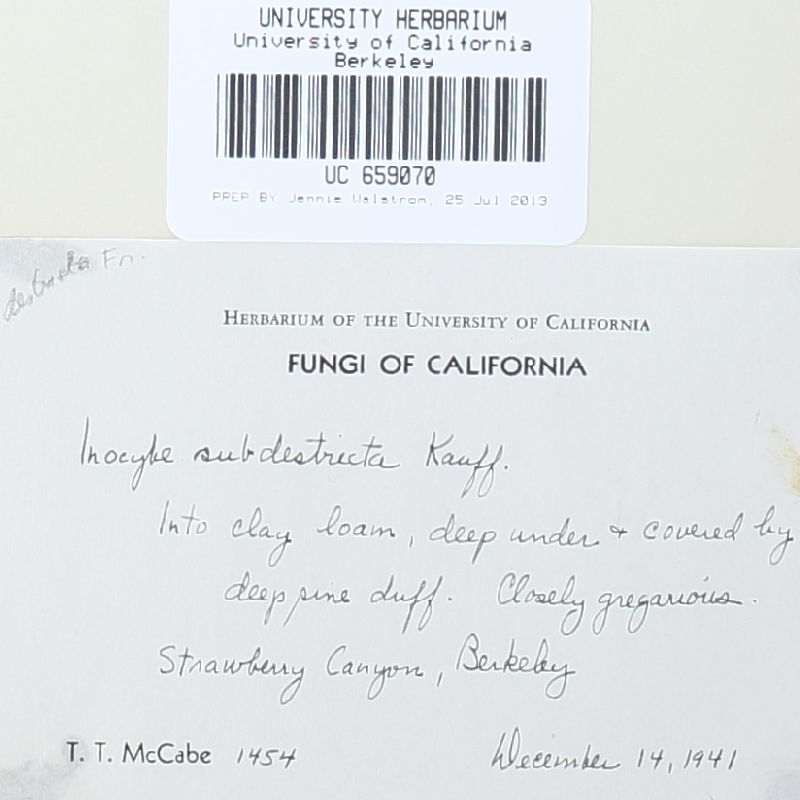 UNIVERSITY HERBARIUM
University of California
Berkeley
UC 659070
PREP BY Jennie Walstrom, 25 Jul 2013
Fr.
HERBARIUM OF THE UNIVERSITY OF CALIFORNIA
FUNGI OF CALIFORNIA
Inocybe subdestricta Kauff.
Into clay loam, deep under & covered by
deep pine duff. Closely gregarious.
Strawberry Canyon, Berkeley
T. T. McCabe 1454
December 14, 1941